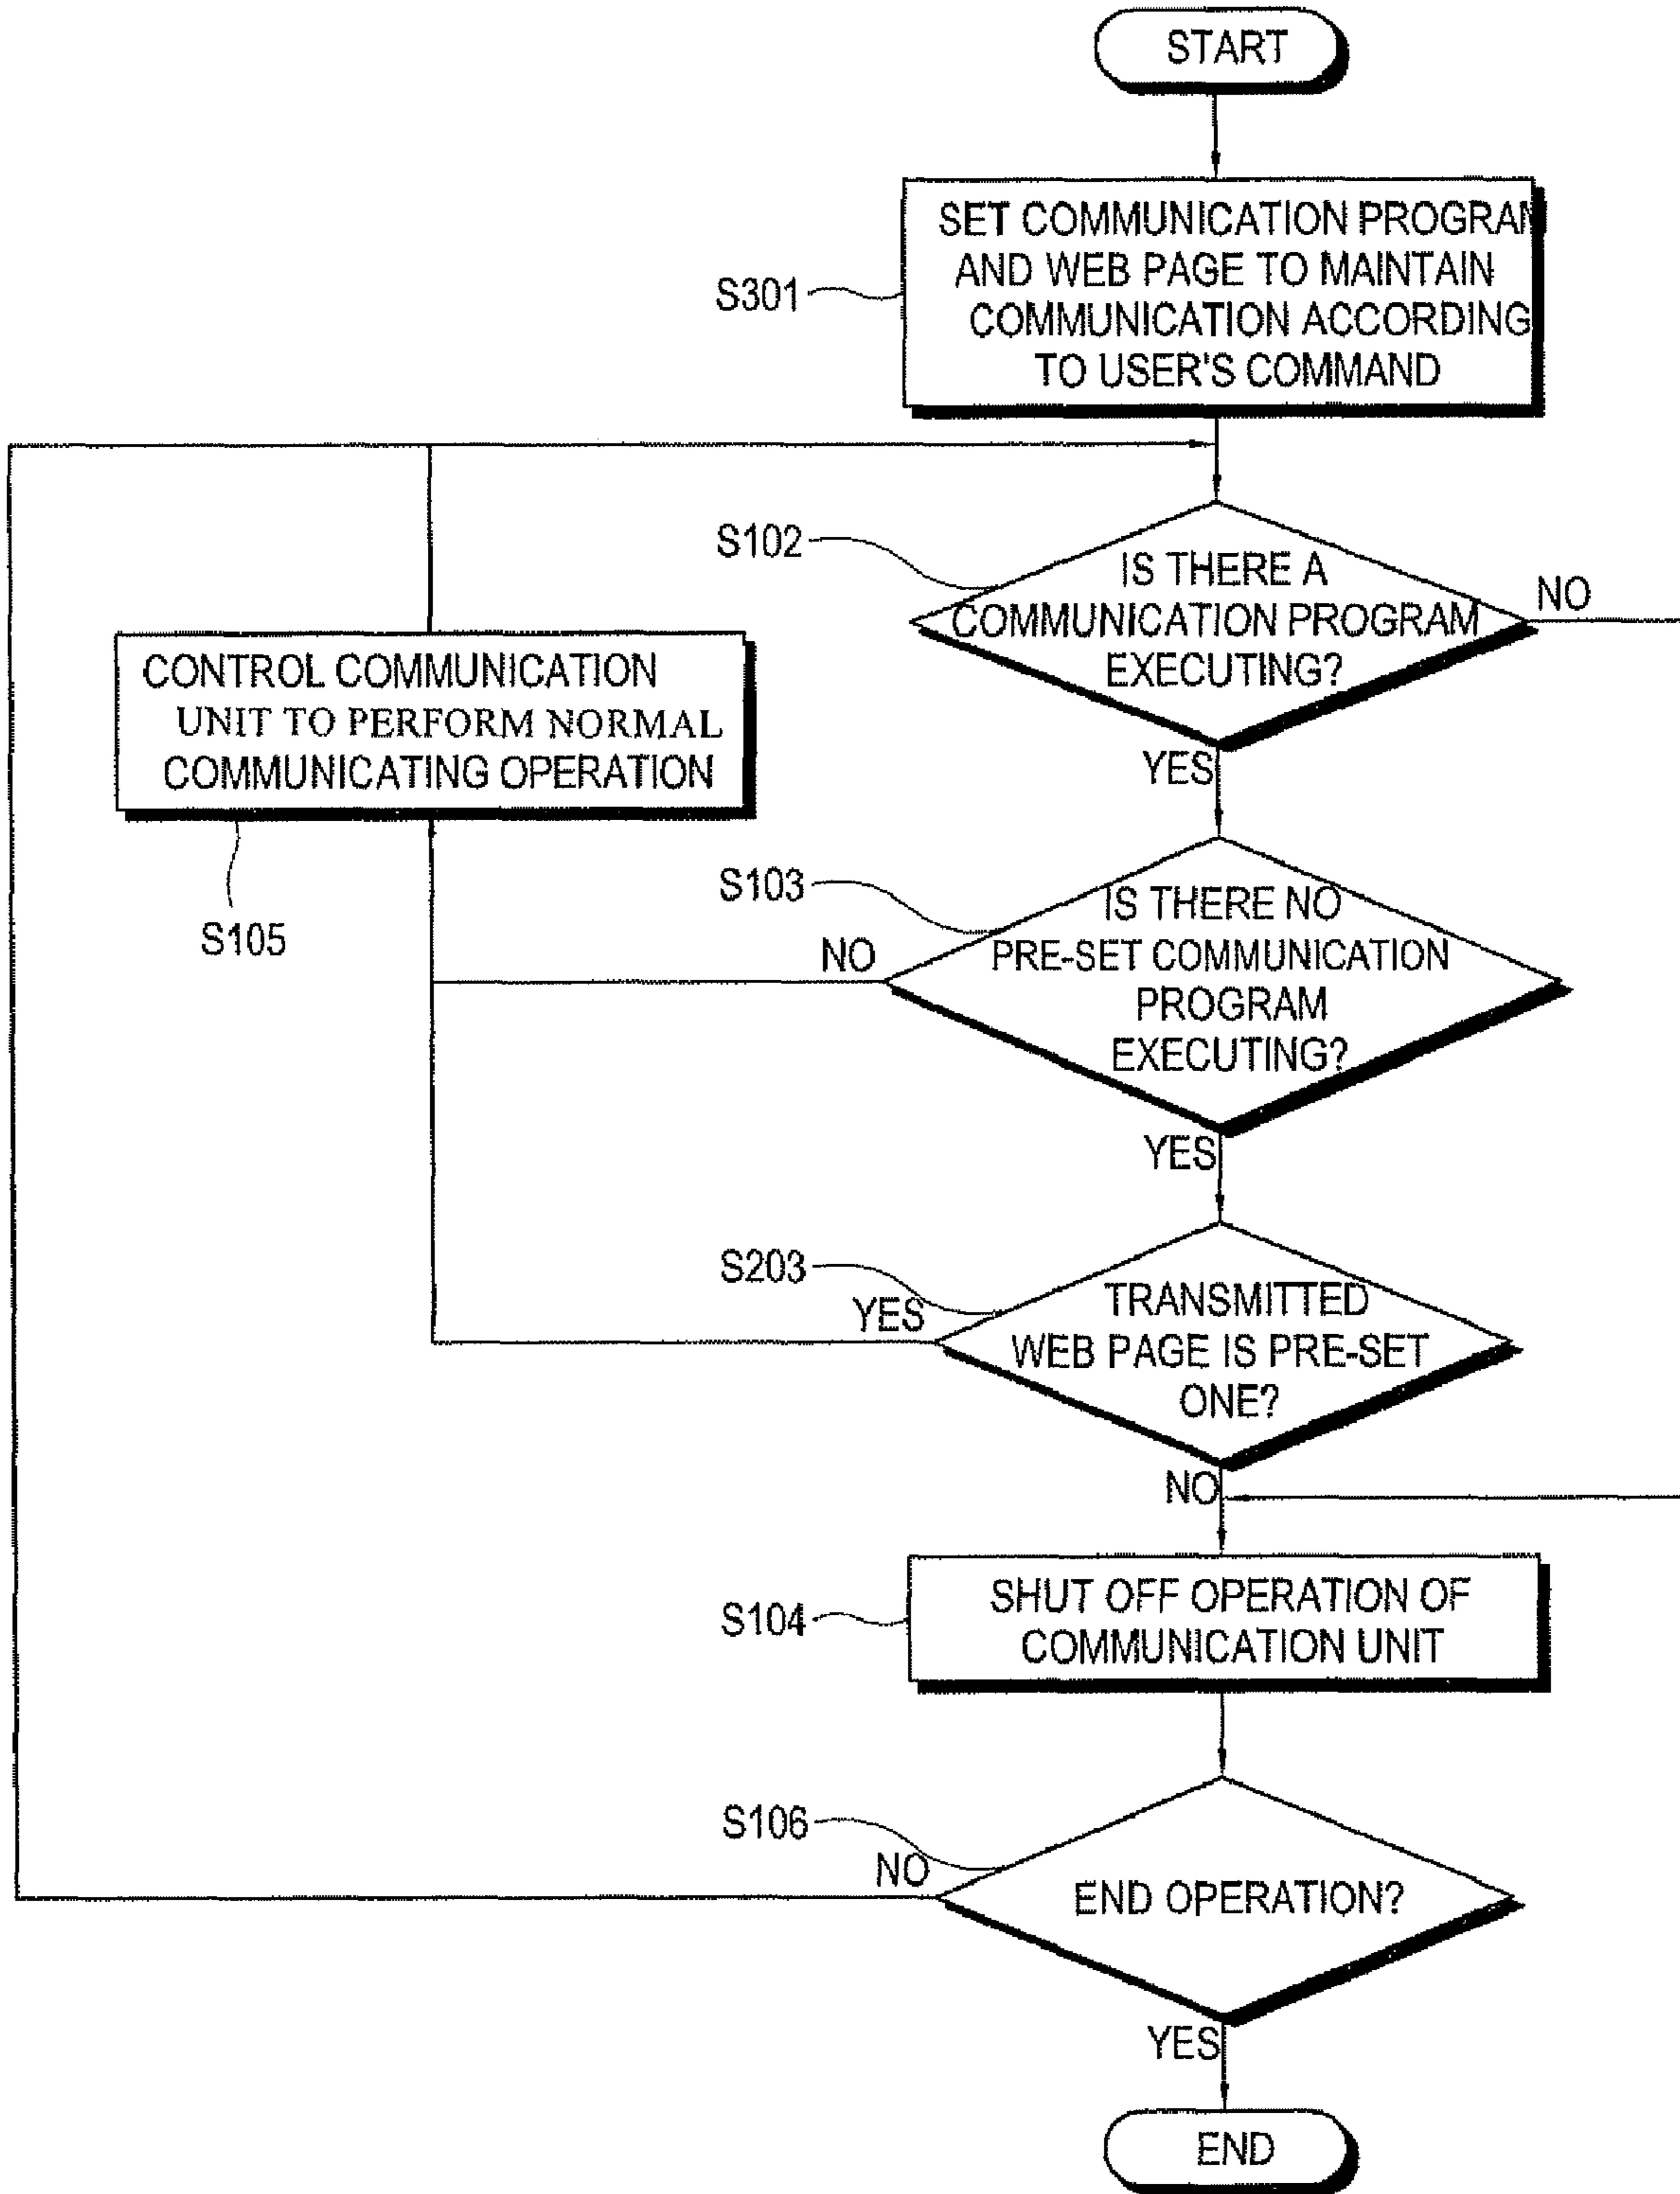 START
SET COMMUNICATION PROGRAM
AND WEB PAGE TO MAINTAIN
COMMUNICATION ACCORDING
TO USER'S COMMAND
S301
S102
IS THERE A
COMMUNICATION PROGRAM
EXECUTING?
NO
YES
CONTROL COMMUNICATION
UNIT TO PERFORM NORMAL
COMMUNICATING OPERATION
S105
S103
IS THERE NO
PRE-SET COMMUNICATION
PROGRAM
EXECUTING?
NO
YES
S203
YES
TRANSMITTED
WEB PAGE IS PRE-SET
ONE?
NO
S104
SHUT OFF OPERATION OF
COMMUNICATION UNIT
S106
NO
END OPERATION?
YES
END